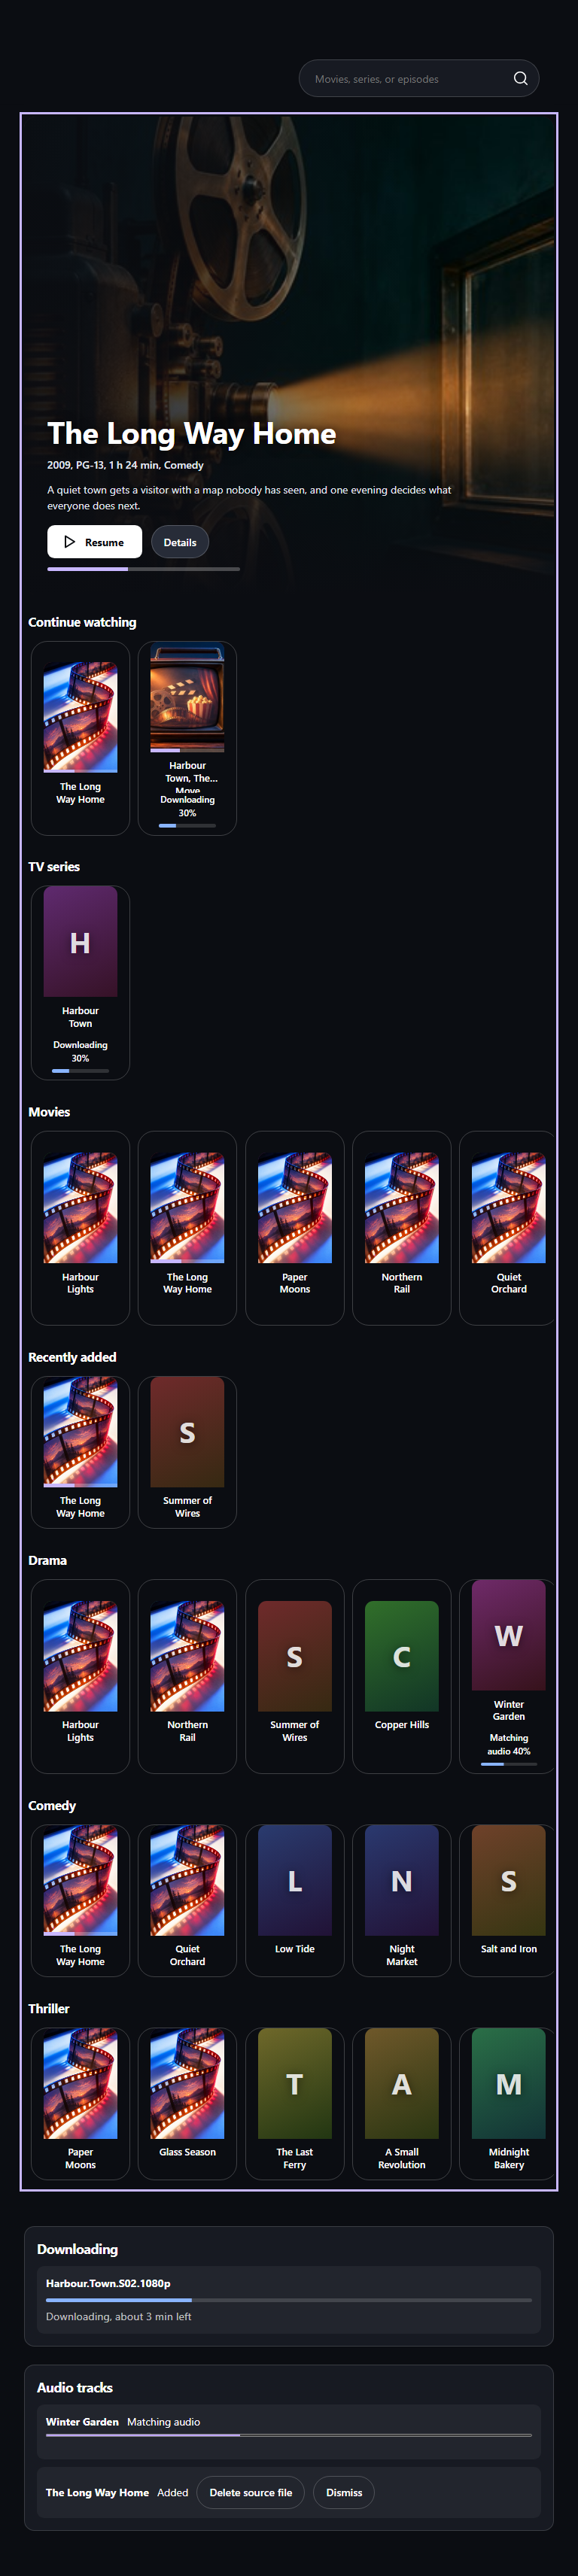 Movies, series, or episodes
The Long Way Home
2009, PG-13, 1 h 24 min, Comedy
A quiet town gets a visitor with a map nobody has seen, and one evening decides what
everyone does next.
Resume
Details
Continue watching
The Long
Way Home
Harbour
Town, The...
Move
Downloading
30%
TV series
H
Harbour
Town
Downloading
30%
Movies
Harbour
Lights
The Long
Way Home
Paper
Moons
Northern
Rail
Quiet
Orchard
Recently added
The Long
Way Home
S
Summer of
Wires
Drama
Harbour
Lights
Northern
Rail
S
Summer of
Wires
C
Copper Hills
W
Winter
Garden
Matching
audio 40%
Comedy
The Long
Way Home
Quiet
Orchard
L
Low Tide
N
Night
Market
S
Salt and Iron
Thriller
Paper
Moons
Glass Season
T
The Last
Ferry
A
A Small
Revolution
M
Midnight
Bakery
Downloading
Harbour.Town.S02.1080p
Downloading, about 3 min left
Audio tracks
Winter Garden Matching audio
The Long Way Home Added Delete source file Dismiss